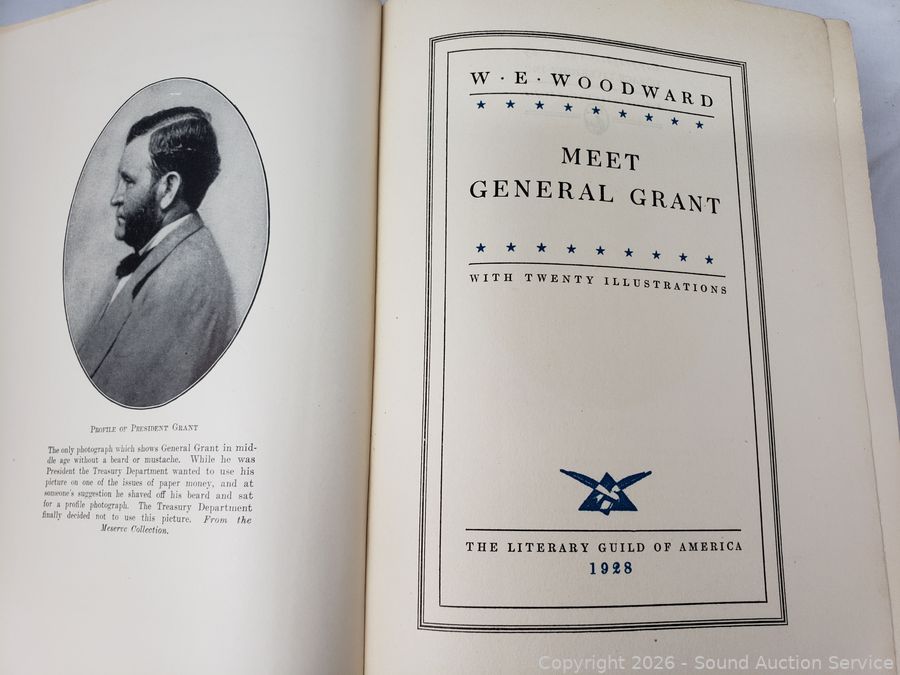 PROFILE OF PRESIDENT GRANT
The only photograph which shows General Grant in mid-
dle age without a beard or mustache. While he was
President the Treasury Department wanted to use his
picture on one of the issues of paper money, and at
someone's suggestion he shaved off his beard and sat
for a profile photograph. The Treasury Department
finally decided not to use this picture. From the
Meserve Collection.
W · E · WOODWARD
MEET
GENERAL GRANT
WITH TWENTY ILLUSTRATIONS
THE LITERARY GUILD OF AMERICA
1928
Copyright 2026 - Sound Auction Service